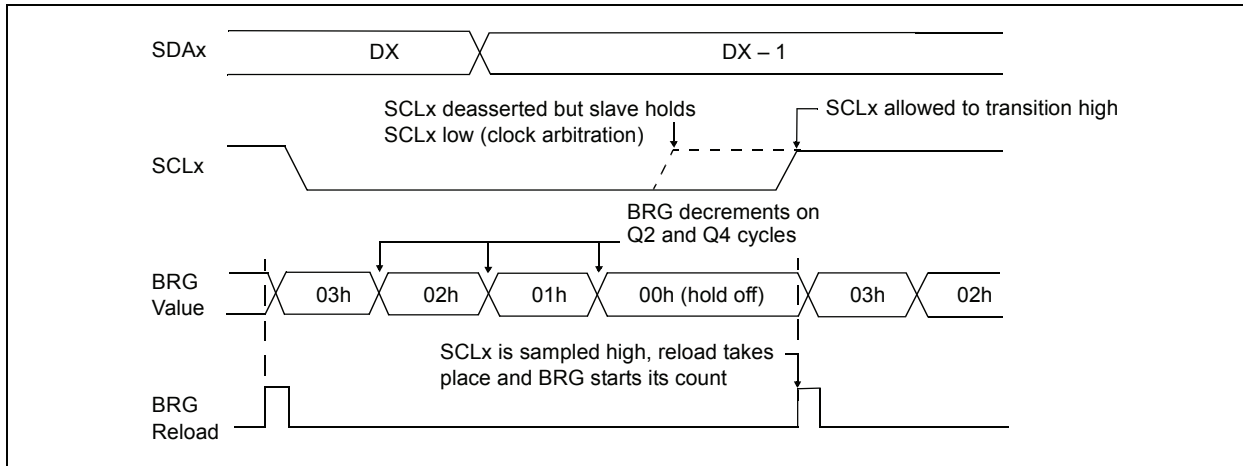 SDAx
DX
DX – 1
SCLx deasserted but slave holds
SCLx low (clock arbitration)
SCLx allowed to transition high
SCLx
BRG decrements on
Q2 and Q4 cycles
BRG
Value
03h
02h
01h
00h (hold off)
03h
02h
SCLx is sampled high, reload takes
place and BRG starts its count
BRG
Reload